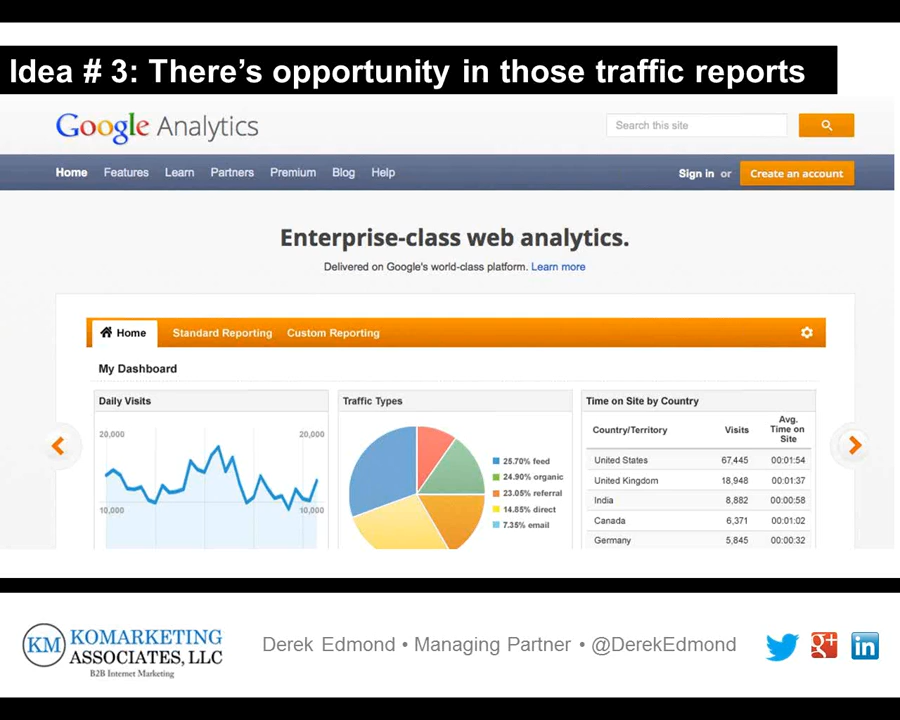 Idea # 3: There's opportunity in those traffic reports
Google Analytics
Search this site
Home Features Learn Partners Premium Blog Help Sign in or Create an account
Enterprise-class web analytics.
Delivered on Google's world-class platform. Learn more
Home Standard Reporting Custom Reporting
My Dashboard
Daily Visits
20,000 20,000
10,000 10,000
Traffic Types
25.70% feed
24.90% organic
23.05% referral
14.85% direct
7.35% email
Time on Site by Country
Country/Territory Visits Avg. Time on Site
United States 67,445 00:01:54
United Kingdom 18,948 00:01:37
India 8,882 00:00:58
Canada 6,371 00:01:02
Germany 5,845 00:00:32
KM KOMARKETING
ASSOCIATES, LLC
B2B Internet Marketing
Derek Edmond • Managing Partner • @DerekEdmond
g+ in